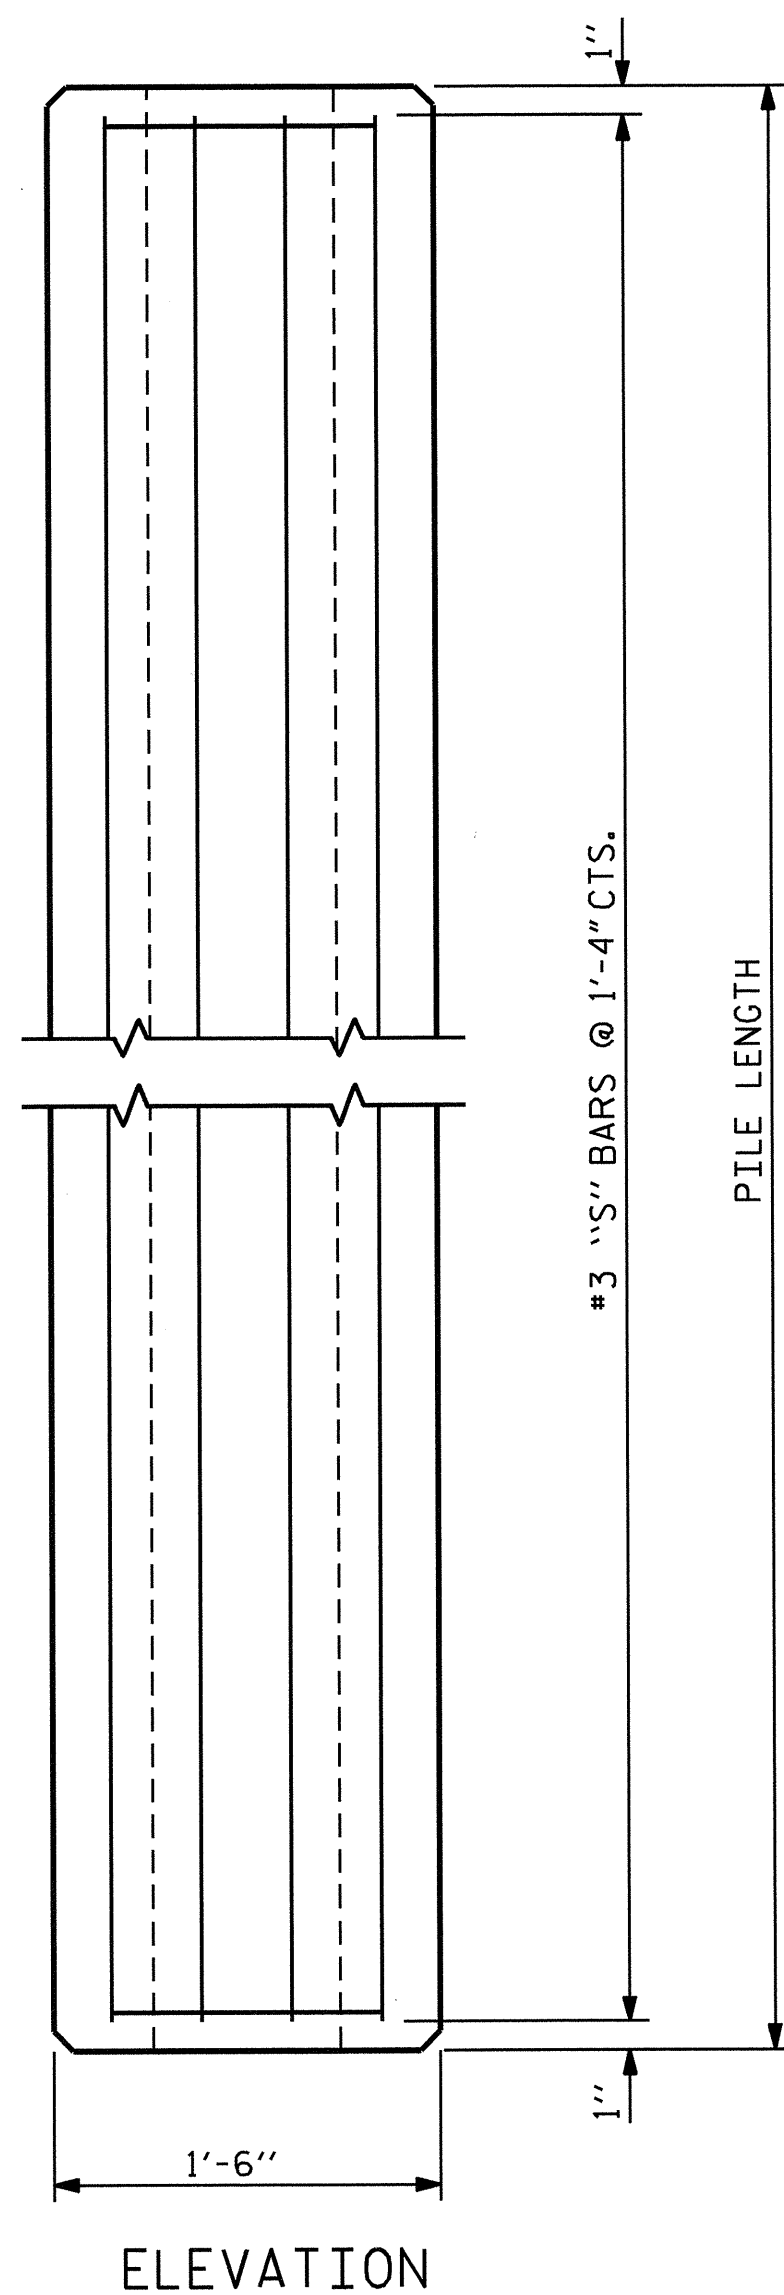 1"
#3 "S" BARS @ 1'-4" CTS.
PILE LENGTH
1"
1'-6"
ELEVATION